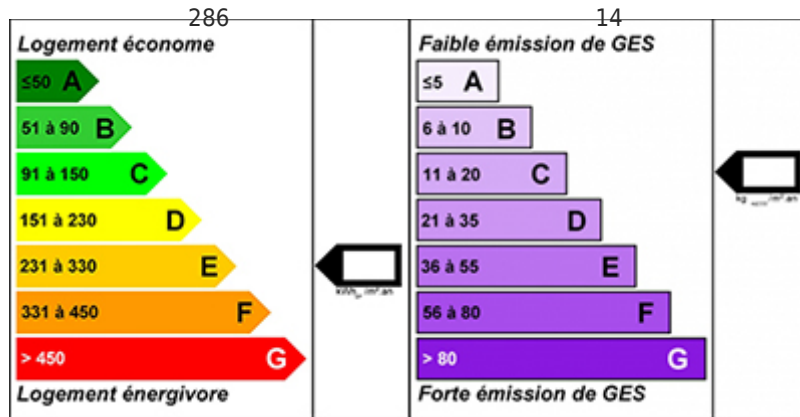 286
Logement économe
≤50 A
51 à 90 B
91 à 150 C
151 à 230 D
231 à 330 E
331 à 450 F
> 450 G
Logement énergivore
14
Faible émission de GES
≤5 A
6 à 10 B
11 à 20 C
21 à 35 D
36 à 55 E
56 à 80 F
> 80 G
Forte émission de GES